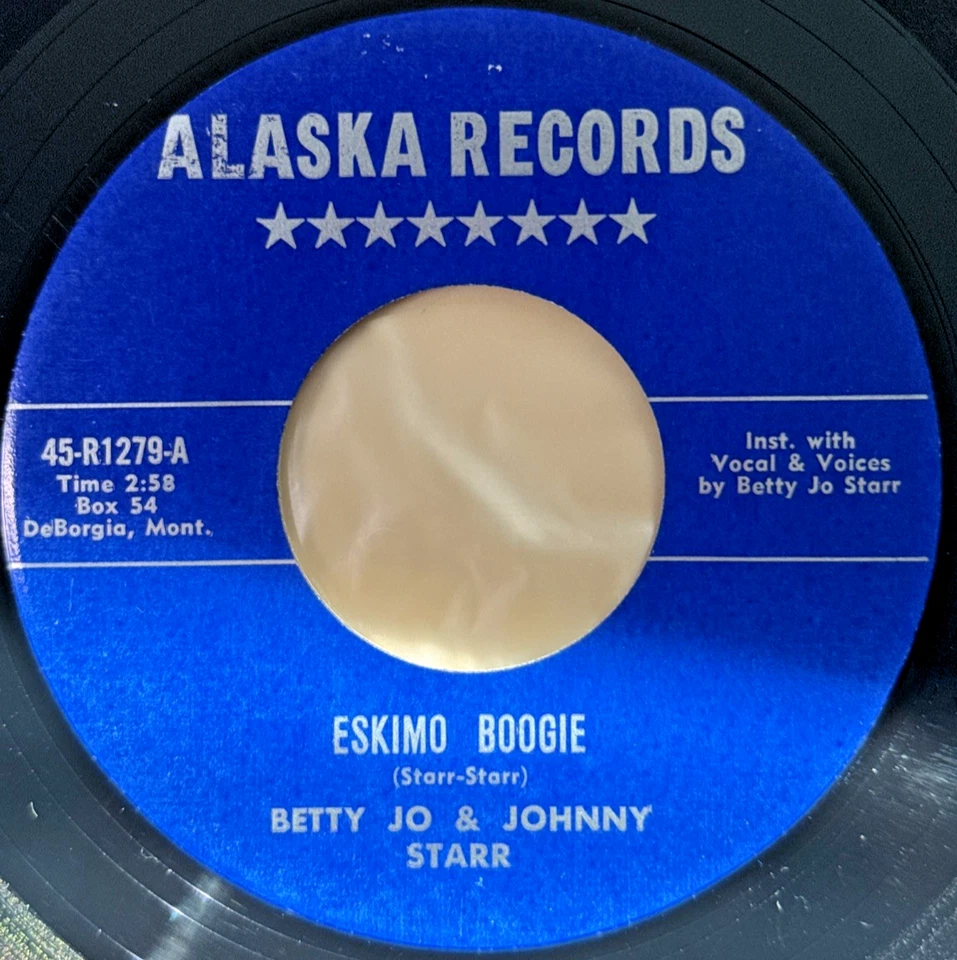 ALASKA RECORDS
45-R1279-A
Time 2:58
Box 54
DeBorgia, Mont.
Inst. with
Vocal & Voices
by Betty Jo Starr
ESKIMO BOOGIE
(Starr-Starr)
BETTY JO & JOHNNY
STARR